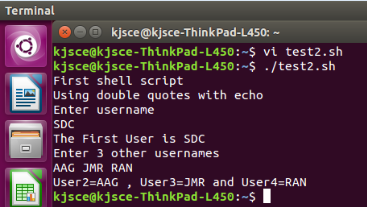 Terminal
kjsce@kjsce-ThinkPad-L450: ~
kjsce@kjsce-ThinkPad-L450:~$ vi test2.sh
kjsce@kjsce-ThinkPad-L450:~$ ./test2.sh
First shell script
Using double quotes with echo
Enter username
SDC
The First User is SDC
Enter 3 other usernames
AAG JMR RAN
User2=AAG , User3=JMR and User4=RAN
kjsce@kjsce-ThinkPad-L450:~$